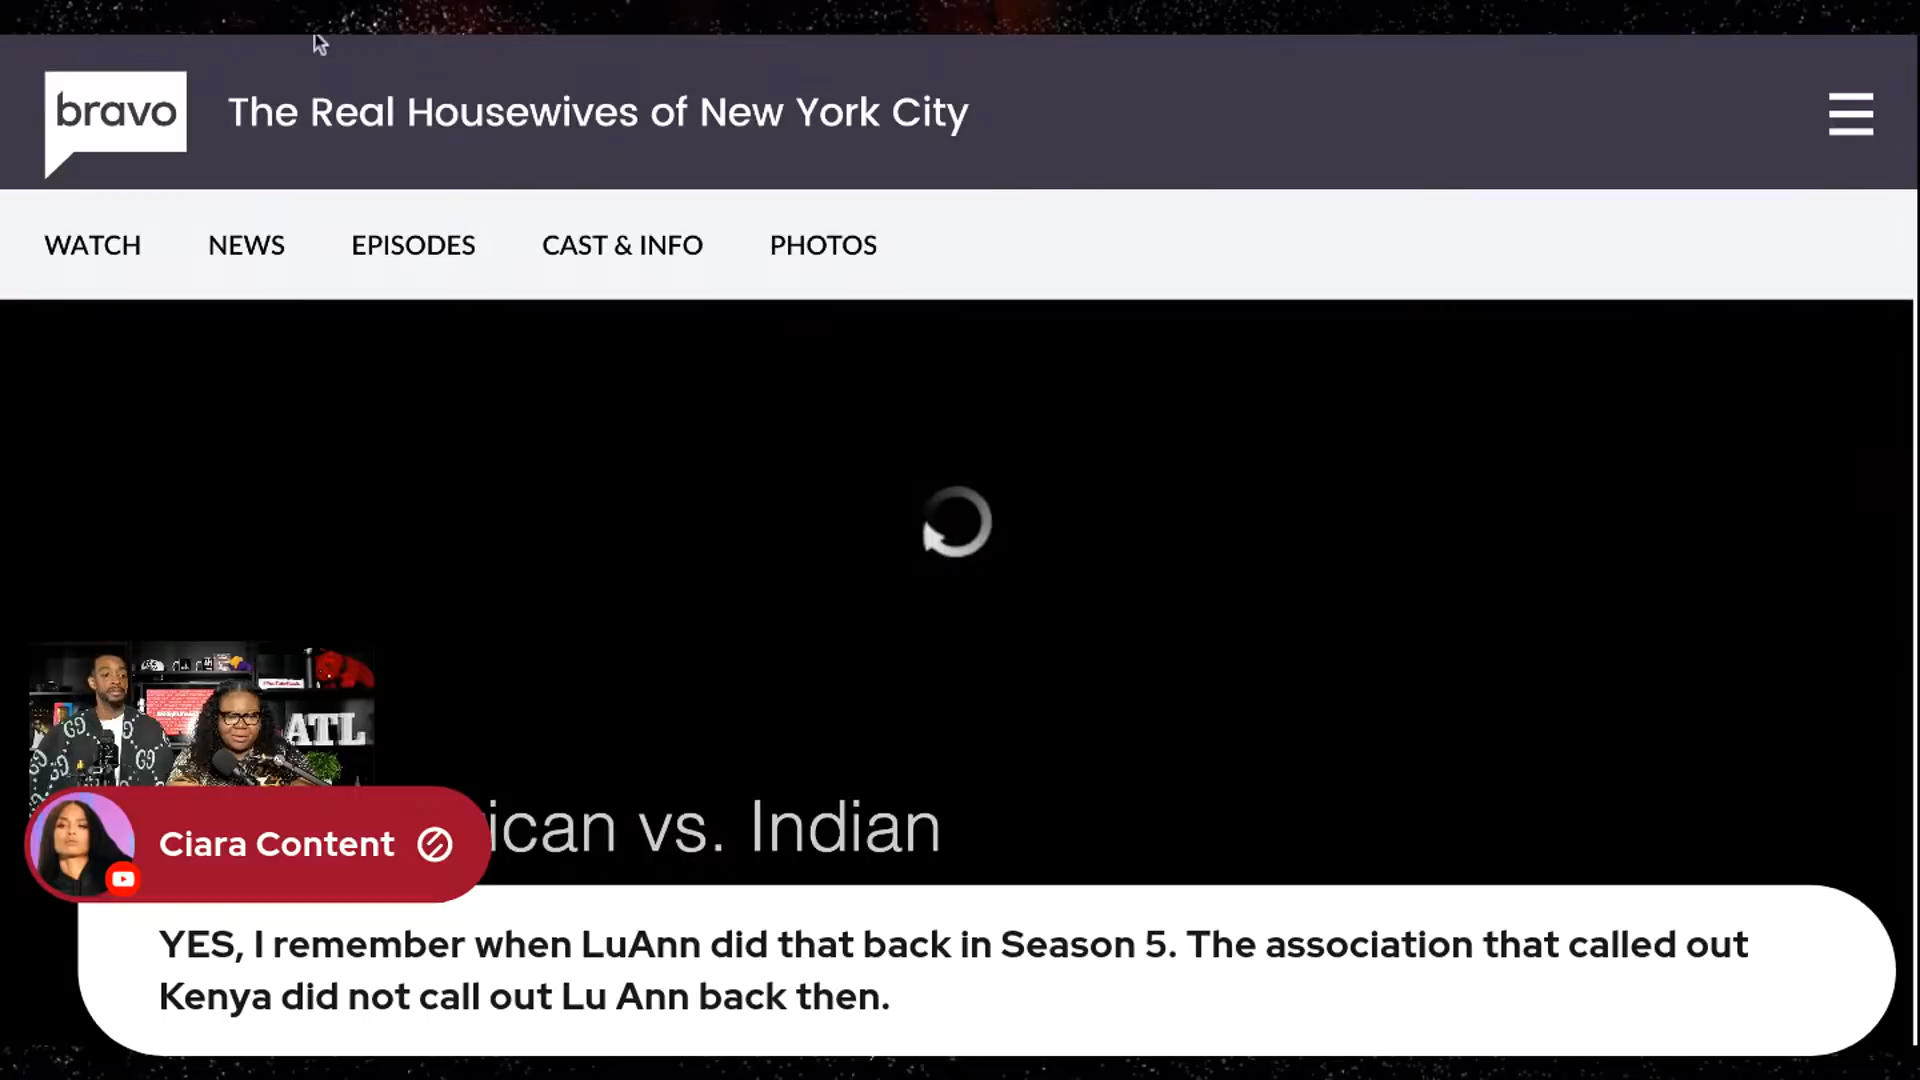 bravo
The Real Housewives of New York City
WATCH NEWS EPISODES CAST & INFO PHOTOS
ATL
ican vs. Indian
Ciara Content
YES, I remember when LuAnn did that back in Season 5. The association that called out
Kenya did not call out Lu Ann back then.